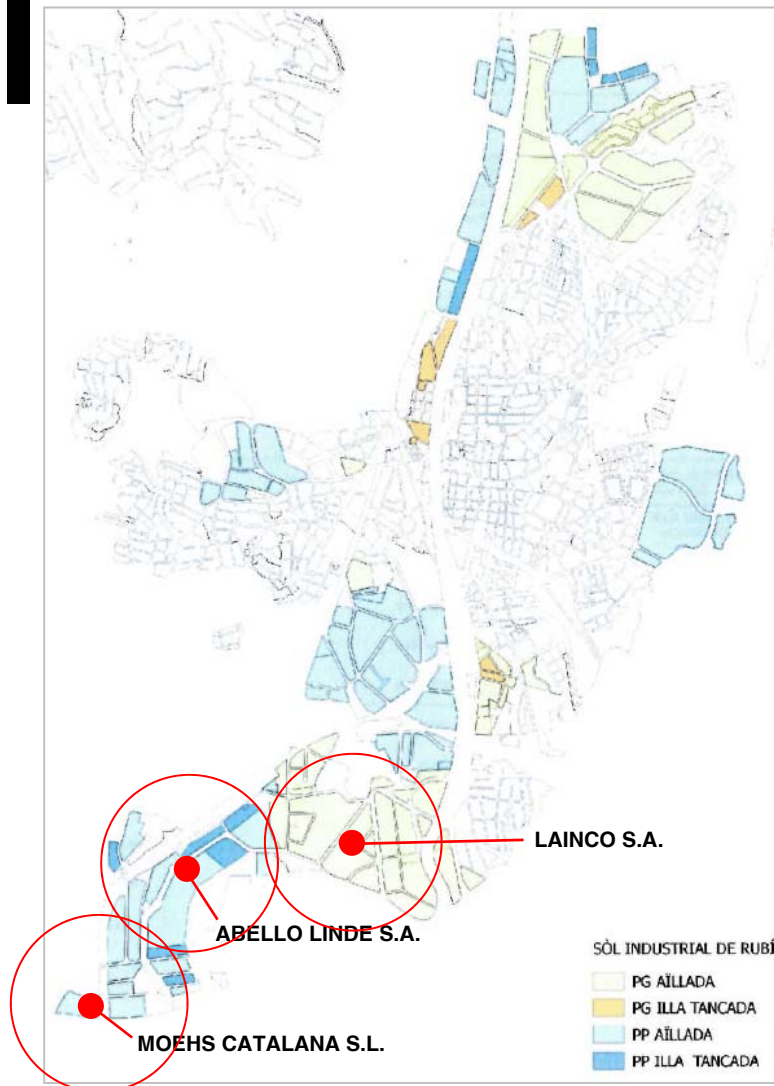 LAINCO S.A.
ABELLO LINDE S.A.
MOEHS CATALANA S.L.
SÒL INDUSTRIAL DE RUBÍ
PG AÏLLADA
PG ILLA TANCADA
PP AÏLLADA
PP ILLA TANCADA